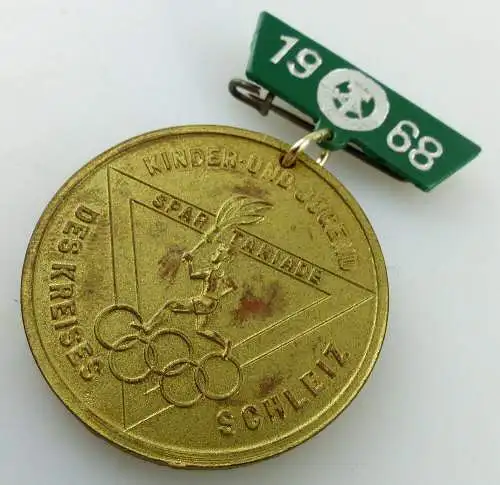 19 68
KINDER-UND JUGEND
SPARTAKIADE
DES KREISES
SCHLEIZ